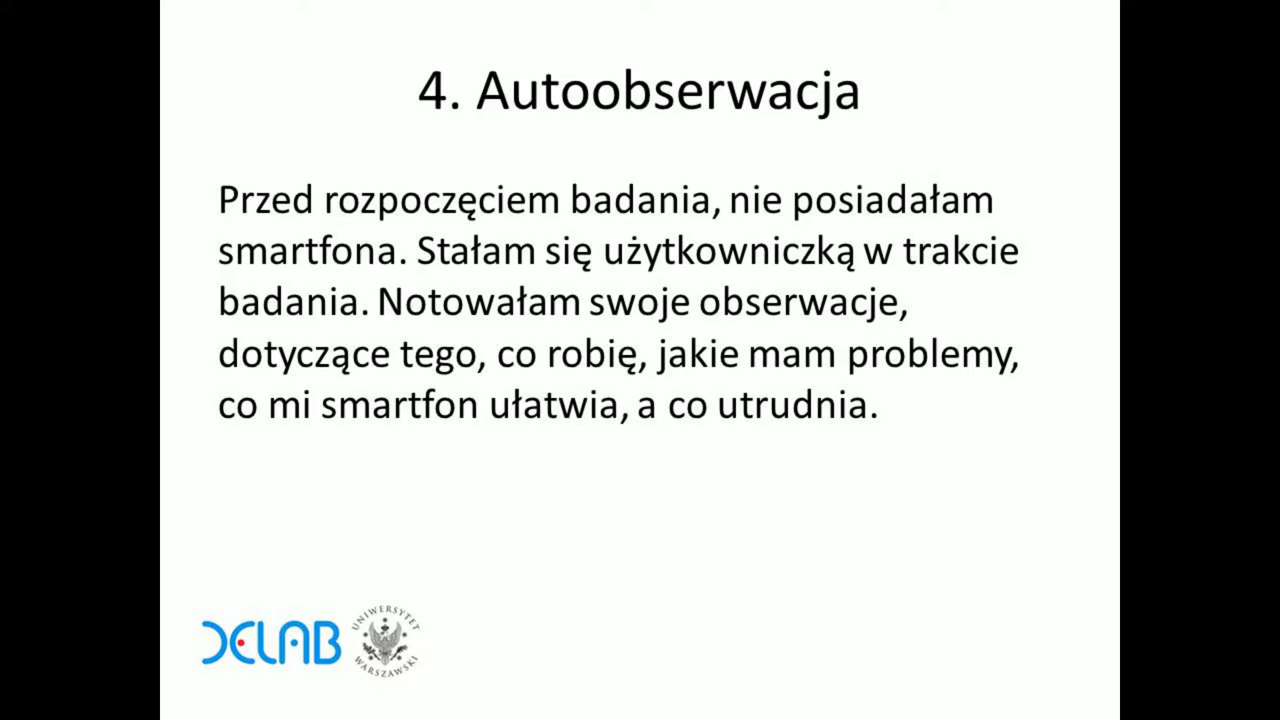 4. Autoobserwacja
Przed rozpoczęciem badania, nie posiadałam
smartfona. Stałam się użytkowniczką w trakcie
badania. Notowałam swoje obserwacje,
dotyczące tego, co robię, jakie mam problemy,
co mi smartfon ułatwia, a co utrudnia.
DELAB
UNIWERSYTET
WARSZAWSKI